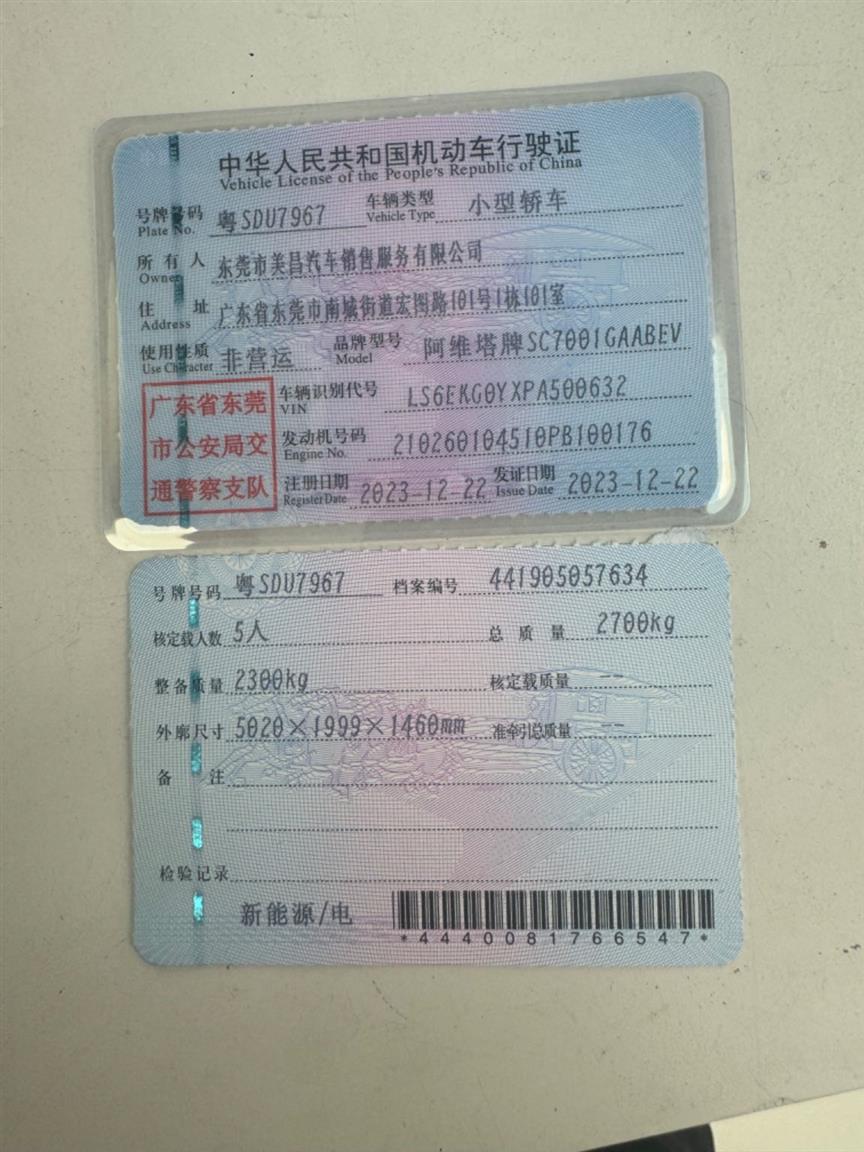 中华人民共和国机动车行驶证
Vehicle License of the People's Republic of China
号牌号码 粤SDU7967 车辆类型 小型轿车
Plate No. Vehicle Type
所有人 东莞市美昌汽车销售服务有限公司
Owner
住址 广东省东莞市南城街道宏图路101号1栋101室
Address
使用性质 非营运 品牌型号 阿维塔牌SC7001GAABEV
Use Character Model
广东省东莞
市公安局交
通警察支队
车辆识别代号 LS6EKG0YXPA500632
VIN
发动机号码 210260104510PB100176
Engine No.
注册日期 2023-12-22 发证日期 2023-12-22
Register Date Issue Date
号牌号码 粤SDU7967 档案编号 441905057634
核定载人数 5人 总质量 2700kg
整备质量 2300kg 核定载质量 --
外廓尺寸 5020×1999×1460mm 准牵引总质量 --
备注
检验记录
新能源/电
*4440081766547*